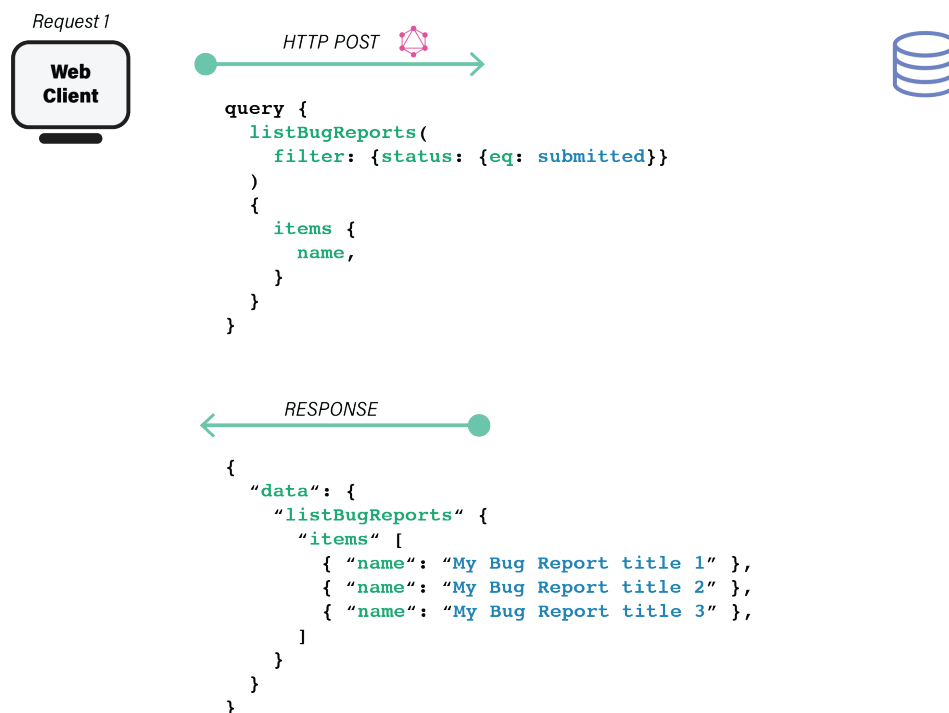 Request 1
Web
Client
HTTP POST
query {
  listBugReports(
    filter: {status: {eq: submitted}}
  )
  {
    items {
      name,
    }
  }
}
RESPONSE
{
  “data“: {
    “listBugReports“ {
      “items“ [
        { “name“: “My Bug Report title 1” },
        { “name“: “My Bug Report title 2” },
        { “name“: “My Bug Report title 3” },
      ]
    }
  }
}